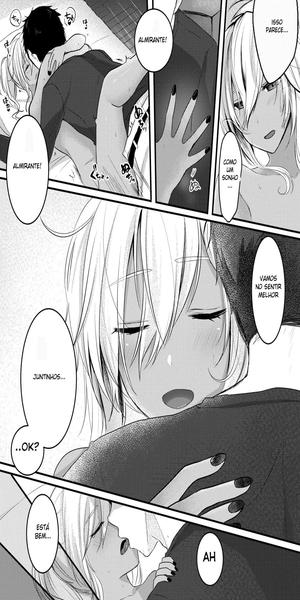 ISSO
PARECE...
ALMIRANTE!
ALMIRANTE!
COMO
UM
SONHO
...
VAMOS
NO SENTIR
MELHOR
JUNTINHOS...
..OK?
ESTÁ
BEM...
AH